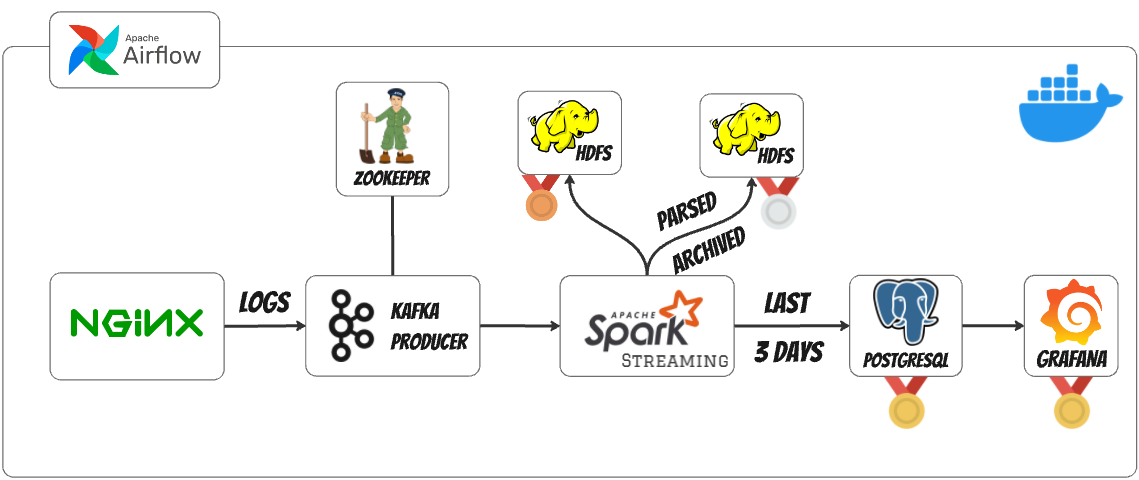 Apache
Airflow
ZOOKEEPER
HDFS
HDFS
PARSED
ARCHIVED
NGINX
LOGS
KAFKA
PRODUCER
APACHE
Spark
STREAMING
LAST
3 DAYS
POSTGRESQL
GRAFANA